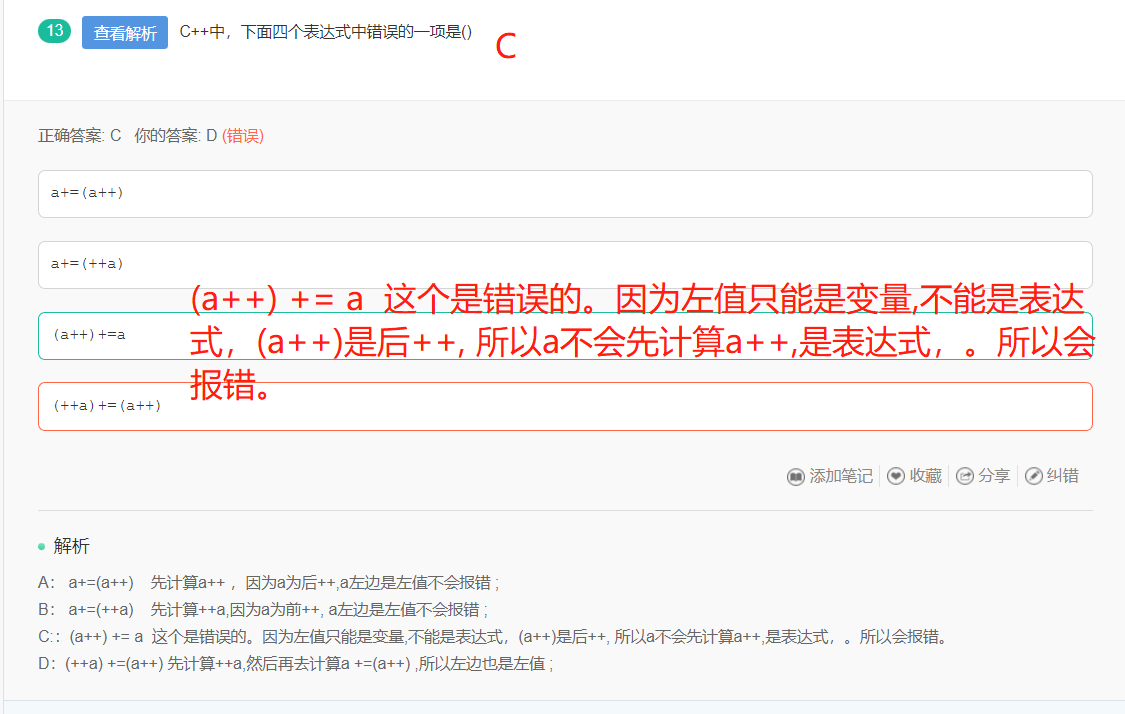 13 查看解析 C++中，下面四个表达式中错误的一项是()
C
正确答案: C 你的答案: D (错误)
a+=(a++)
a+=(++a)
(a++)+=a
(a++) += a 这个是错误的。因为左值只能是变量,不能是表达
式，(a++)是后++, 所以a不会先计算a++,是表达式，。所以会
报错。
(++a)+=(a++)
添加笔记 收藏 分享 纠错
解析
A： a+=(a++) 先计算a++ ，因为a为后++,a左边是左值不会报错 ;
B： a+=(++a) 先计算++a,因为a为前++, a左边是左值不会报错 ;
C:：(a++) += a 这个是错误的。因为左值只能是变量,不能是表达式，(a++)是后++, 所以a不会先计算a++,是表达式，。所以会报错。
D：(++a) +=(a++) 先计算++a,然后再去计算a +=(a++) ,所以左边也是左值 ;